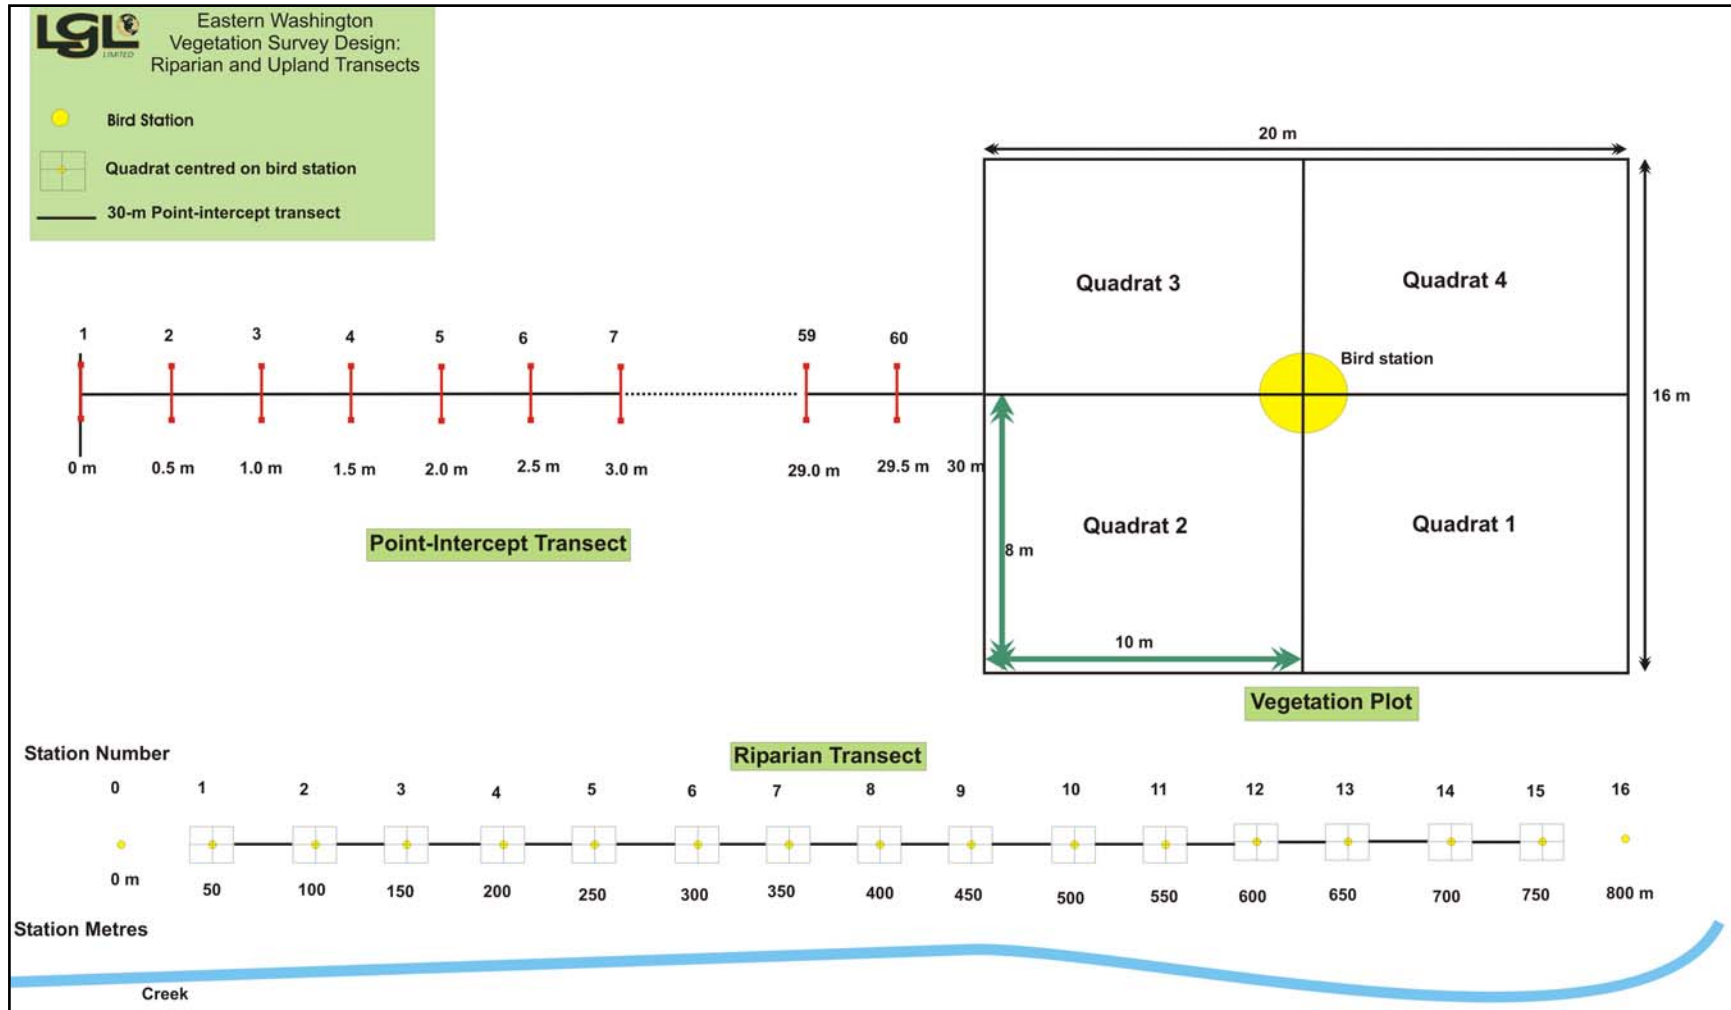 LGL
LIMITED
Eastern Washington
Vegetation Survey Design:
Riparian and Upland Transects
Bird Station
Quadrat centred on bird station
30-m Point-intercept transect
20 m
Quadrat 3
Quadrat 4
1 2 3 4 5 6 7 59 60
Bird station
16 m
0 m 0.5 m 1.0 m 1.5 m 2.0 m 2.5 m 3.0 m 29.0 m 29.5 m 30 m
Quadrat 2
Quadrat 1
Point-Intercept Transect
8 m
10 m
Vegetation Plot
Station Number
Riparian Transect
0 1 2 3 4 5 6 7 8 9 10 11 12 13 14 15 16
0 m 50 100 150 200 250 300 350 400 450 500 550 600 650 700 750 800 m
Station Metres
Creek